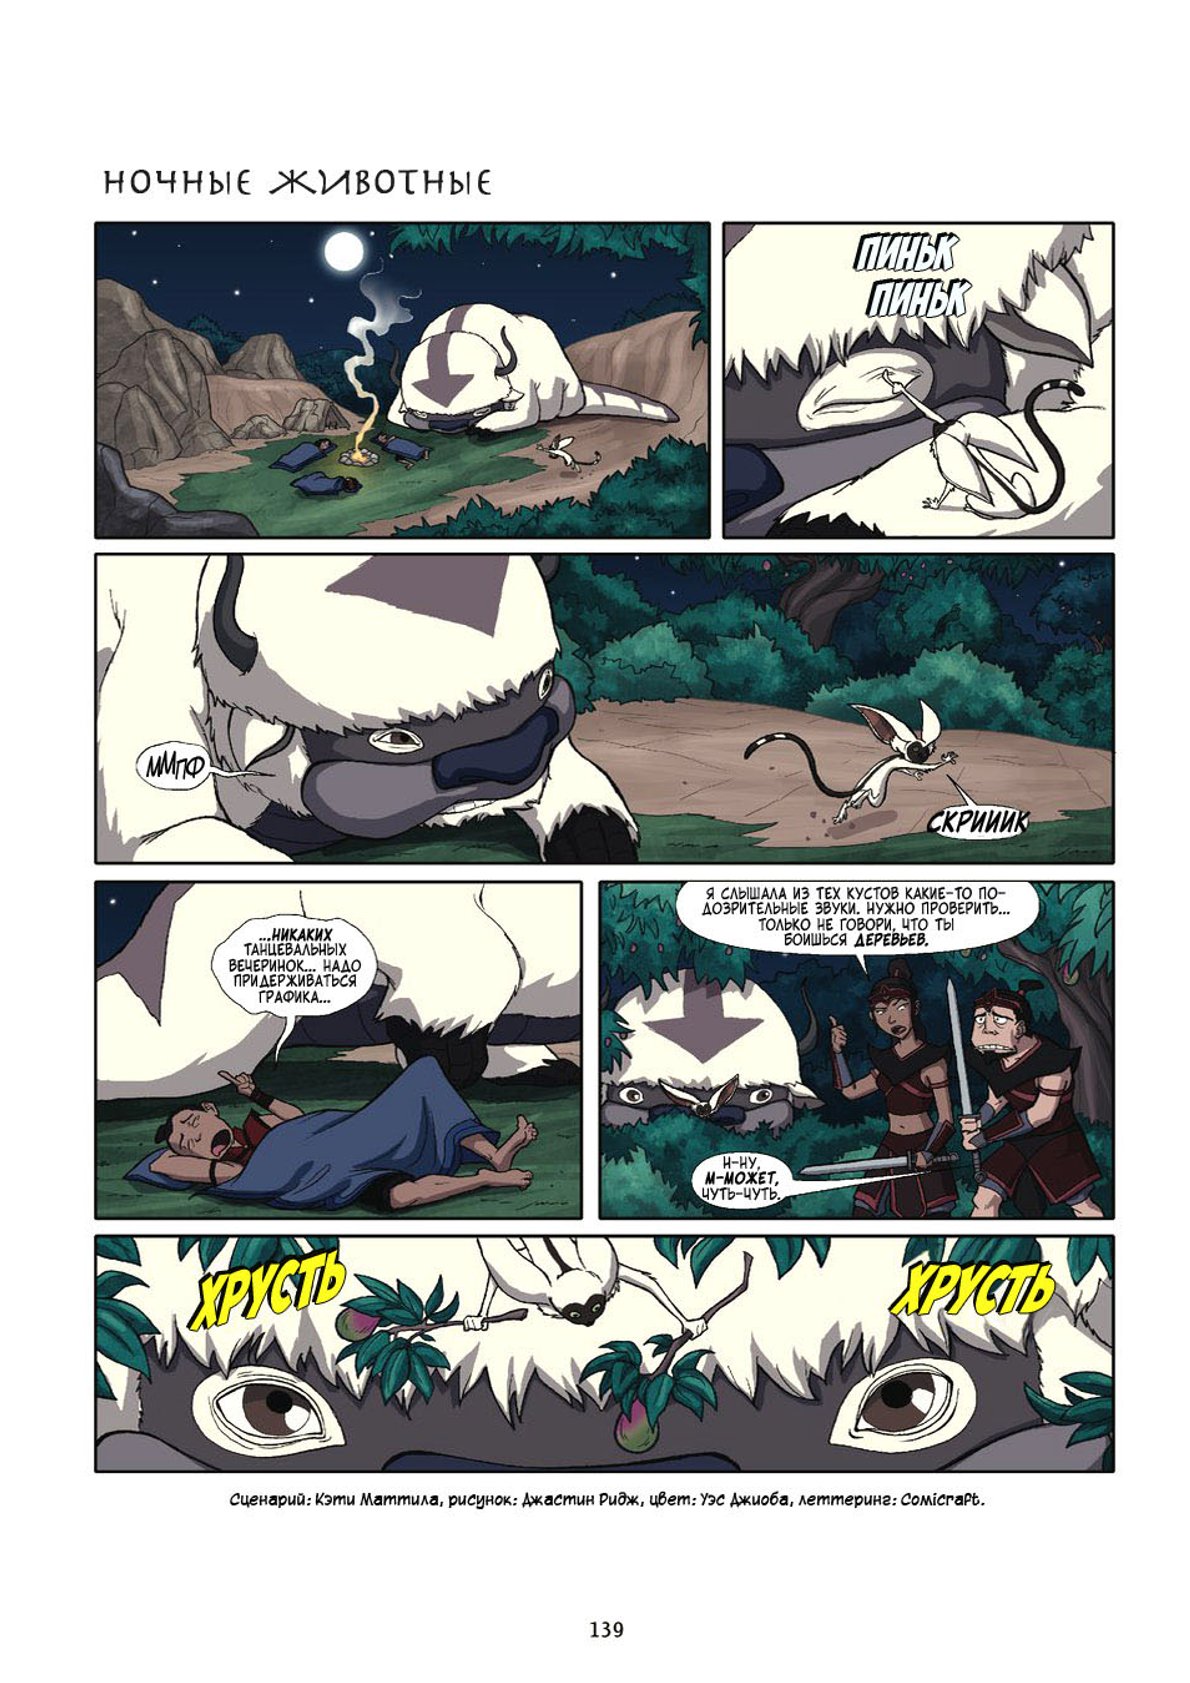 НОЧНЫЕ ЖИВОТНЫЕ
ПИНЬК
ПИНЬК
ММПФ
СКРИИИК
...НИКАКИХ
ТАНЦЕВАЛЬНЫХ
ВЕЧЕРИНОК... НАДО
ПРИДЕРЖИВАТЬСЯ
ГРАФИКА...
Я СЛЫШАЛА ИЗ ТЕХ КУСТОВ КАКИЕ-ТО ПО-
ДОЗРИТЕЛЬНЫЕ ЗВУКИ. НУЖНО ПРОВЕРИТЬ...
ТОЛЬКО НЕ ГОВОРИ, ЧТО ТЫ
БОИШЬСЯ ДЕРЕВЬЕВ.
Н-НУ,
М-МОЖЕТ,
ЧУТЬ-ЧУТЬ.
ХРУСТЬ
ХРУСТЬ
Сценарий: Кэти Маттила, рисунок: Джастин Ридж, цвет: Уэс Джиоба, леттеринг: Comicraft.
139